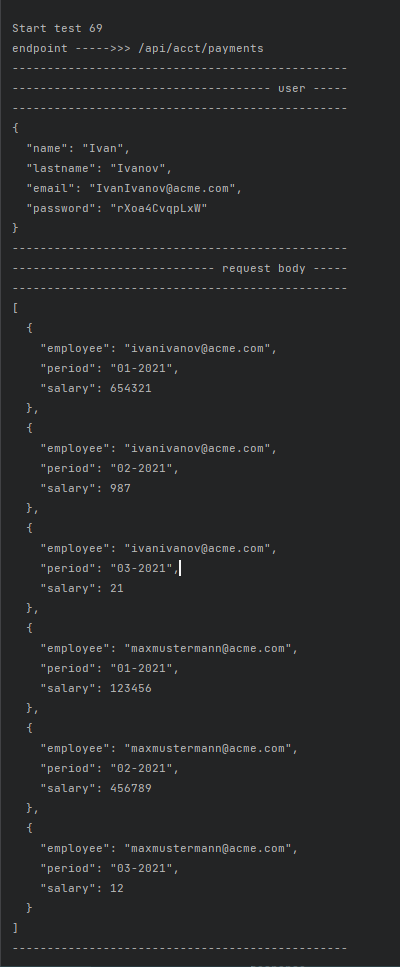 Start test 69
endpoint ----->>> /api/acct/payments
------------------------------------------------
------------------------------------- user -----
------------------------------------------------
{
  "name": "Ivan",
  "lastname": "Ivanov",
  "email": "IvanIvanov@acme.com",
  "password": "rXoa4CvqpLxW"
}
------------------------------------------------
----------------------------- request body -----
------------------------------------------------
[
  {
    "employee": "ivanivanov@acme.com",
    "period": "01-2021",
    "salary": 654321
  },
  {
    "employee": "ivanivanov@acme.com",
    "period": "02-2021",
    "salary": 987
  },
  {
    "employee": "ivanivanov@acme.com",
    "period": "03-2021",
    "salary": 21
  },
  {
    "employee": "maxmustermann@acme.com",
    "period": "01-2021",
    "salary": 123456
  },
  {
    "employee": "maxmustermann@acme.com",
    "period": "02-2021",
    "salary": 456789
  },
  {
    "employee": "maxmustermann@acme.com",
    "period": "03-2021",
    "salary": 12
  }
]
------------------------------------------------